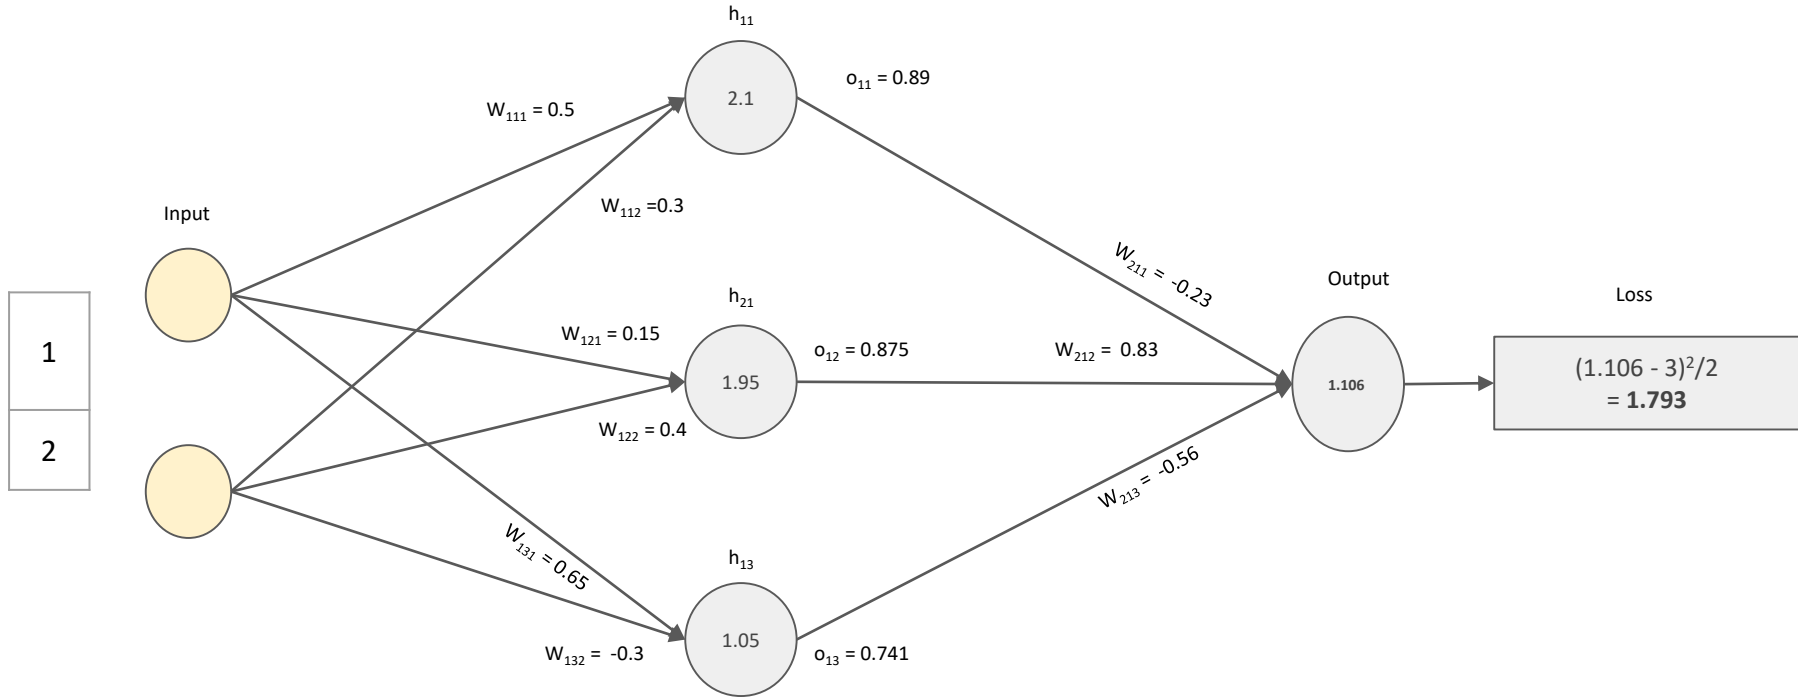 h₁₁
2.1
o₁₁ = 0.89
W₁₁₁ = 0.5
W₁₁₂ =0.3
Input
W₂₁₁ = -0.23
Output
h₂₁
Loss
W₁₂₁ = 0.15
o₁₂ = 0.875
W₂₁₂ = 0.83
1
1.95
1.106
(1.106 - 3)²/2
= 1.793
W₁₂₂ = 0.4
2
W₂₁₃ = -0.56
W₁₃₁ = 0.65
h₁₃
1.05
W₁₃₂ = -0.3
o₁₃ = 0.741